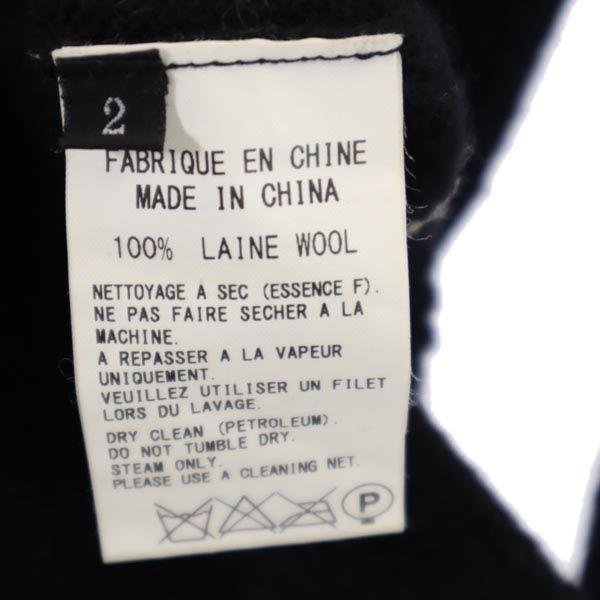 2
FABRIQUE EN CHINE
MADE IN CHINA
100% LAINE WOOL
NETTOYAGE A SEC (ESSENCE F).
NE PAS FAIRE SECHER A LA
MACHINE.
A REPASSER A LA VAPEUR
UNIQUEMENT.
VEUILLEZ UTILISER UN FILET
LORS DU LAVAGE.
DRY CLEAN (PETROLEUM).
DO NOT TUMBLE DRY.
STEAM ONLY.
PLEASE USE A CLEANING NET.
P